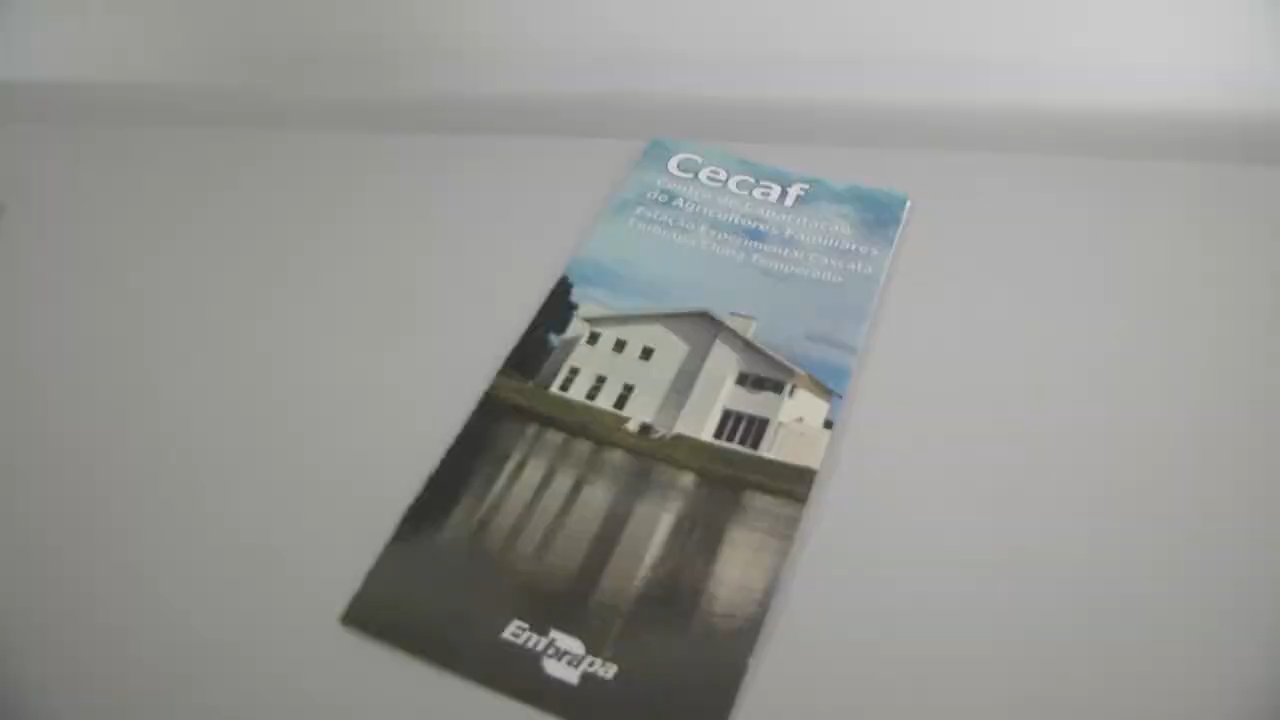 Cecaf
Centro de Capacitação
de Agricultores Familiares
Estação Experimental Cascata
Embrapa Clima Temperado
Embrapa